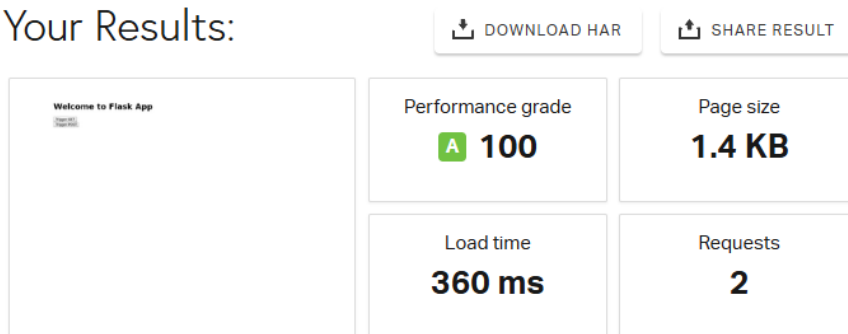 Your Results:
DOWNLOAD HAR
SHARE RESULT
Welcome to Flask App
Performance grade
A 100
Page size
1.4 KB
Load time
360 ms
Requests
2